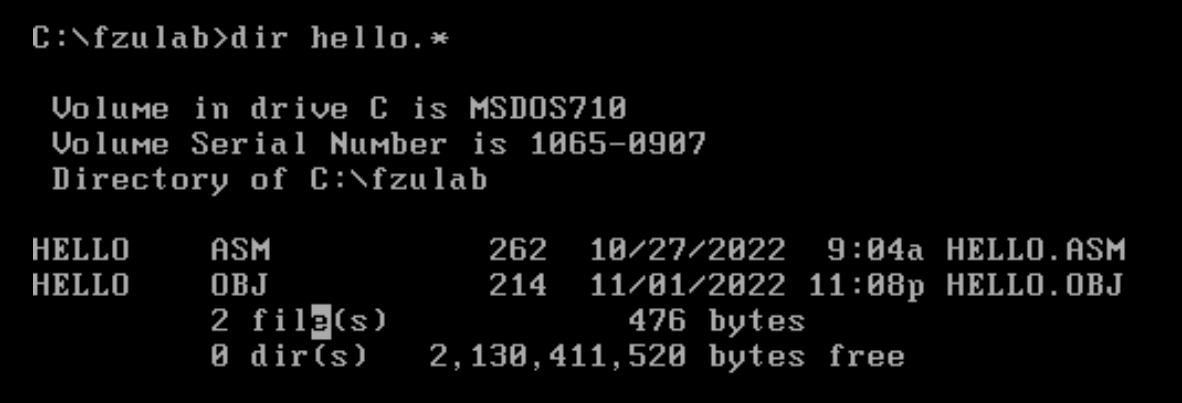 C:\fzulab>dir hello.*
Volume in drive C is MSDOS710
Volume Serial Number is 1065-0907
Directory of C:\fzulab
HELLO    ASM           262  10/27/2022  9:04a HELLO.ASM
HELLO    OBJ           214  11/01/2022 11:08p HELLO.OBJ
2 file(s)            476 bytes
0 dir(s)   2,130,411,520 bytes free